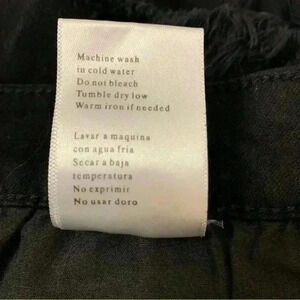 Machine wash
in cold water
Do not bleach
Tumble dry low
Warm iron if needed
Lavar a maquina
con agua fria
Secar a baja
temperatura
No exprimir
No usar doro